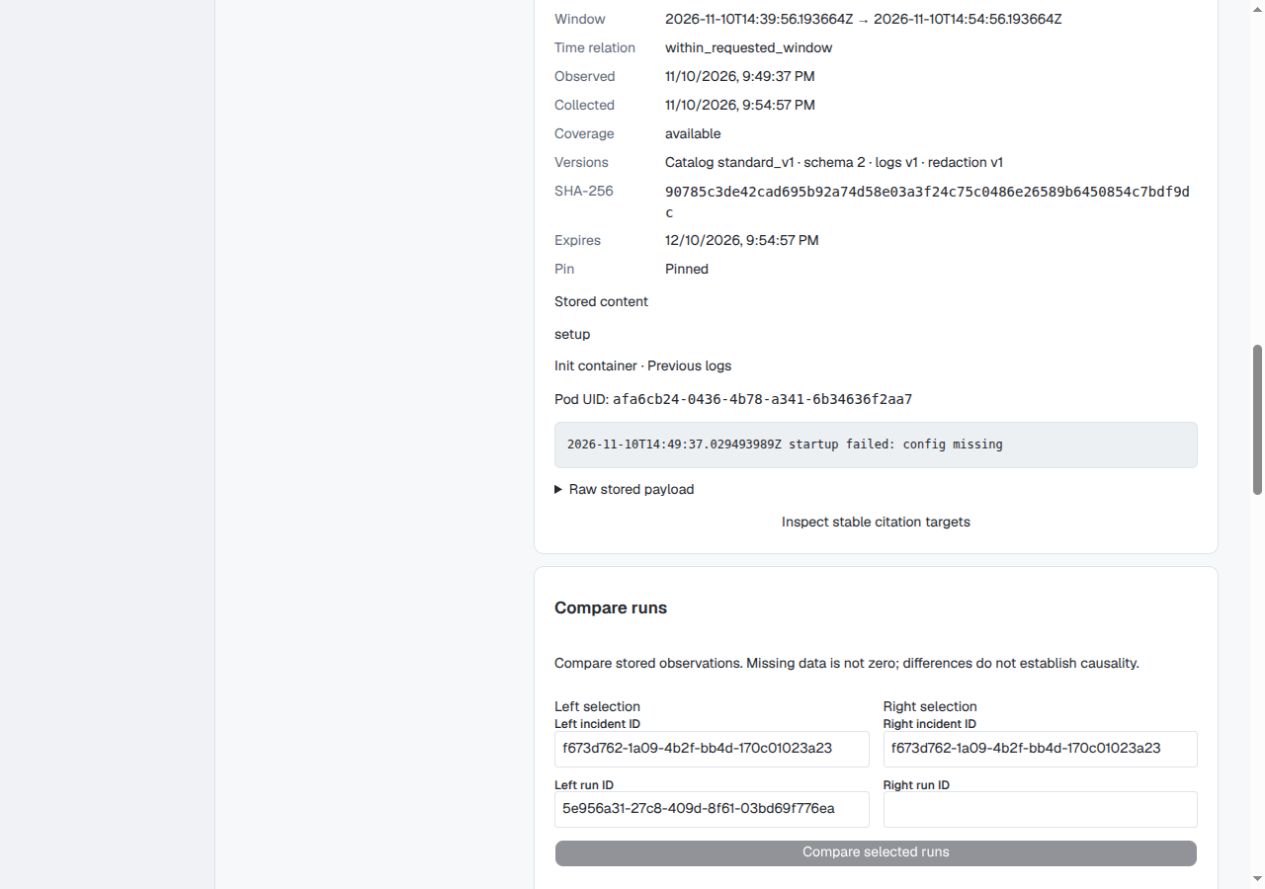 Window 2026-11-10T14:39:56.193664Z → 2026-11-10T14:54:56.193664Z
Time relation within_requested_window
Observed 11/10/2026, 9:49:37 PM
Collected 11/10/2026, 9:54:57 PM
Coverage available
Versions Catalog standard_v1 · schema 2 · logs v1 · redaction v1
SHA-256 90785c3de42cad695b92a74d58e03a3f24c75c0486e26589b6450854c7bdf9d
c
Expires 12/10/2026, 9:54:57 PM
Pin Pinned
Stored content
setup
Init container · Previous logs
Pod UID: afa6cb24-0436-4b78-a341-6b34636f2aa7
2026-11-10T14:49:37.029493989Z startup failed: config missing
▶ Raw stored payload
Inspect stable citation targets
Compare runs
Compare stored observations. Missing data is not zero; differences do not establish causality.
Left selection Right selection
Left incident ID Right incident ID
f673d762-1a09-4b2f-bb4d-170c01023a23 f673d762-1a09-4b2f-bb4d-170c01023a23
Left run ID Right run ID
5e956a31-27c8-409d-8f61-03bd69f776ea
Compare selected runs